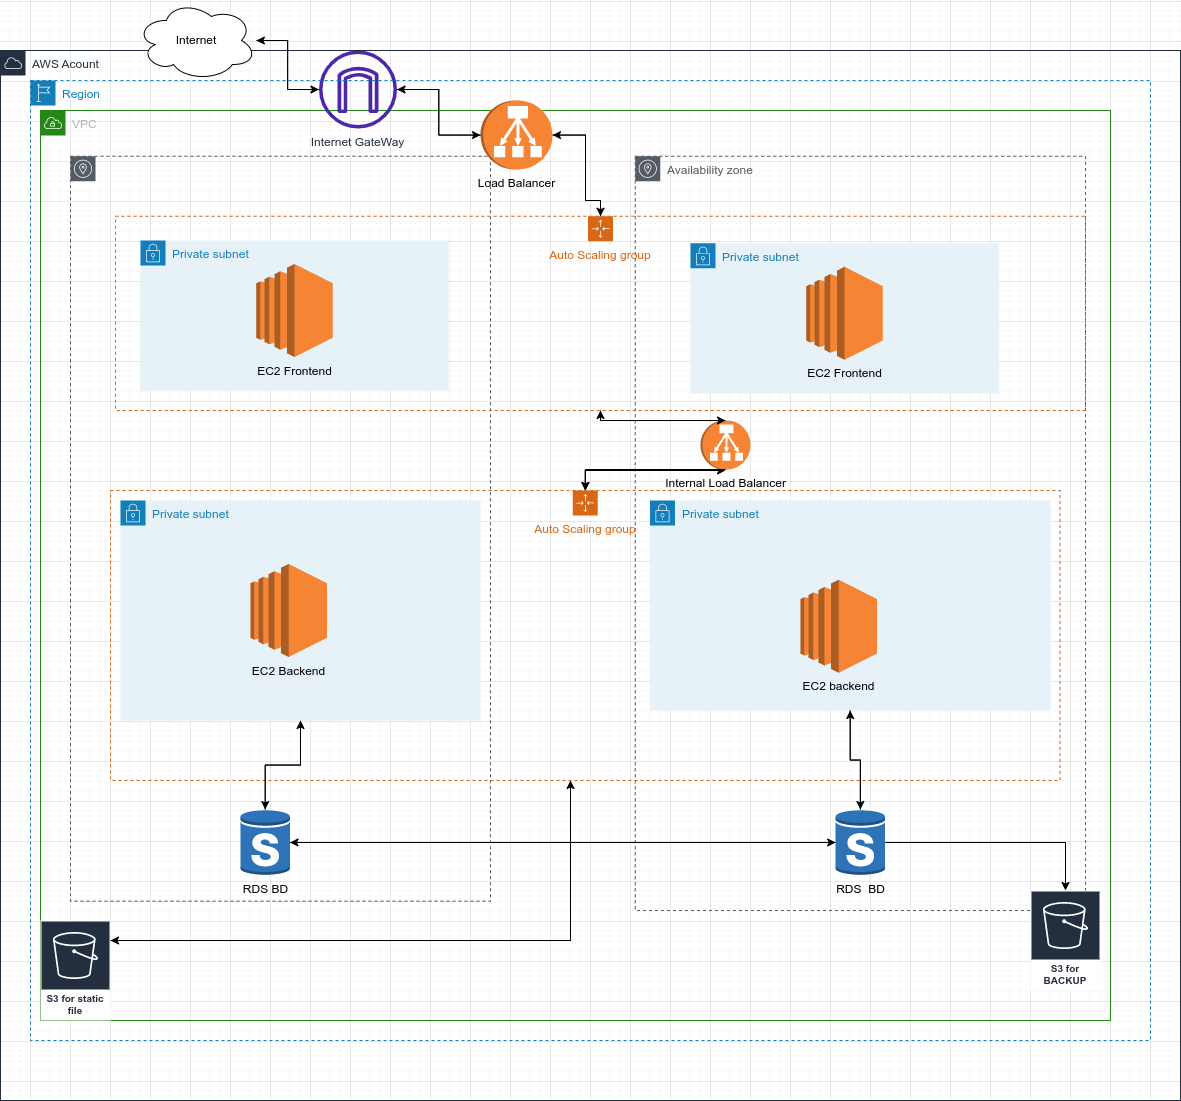 Internet
AWS Acount
Region
VPC
Internet GateWay
Load Balancer
Availability zone
Auto Scaling group
Private subnet
EC2 Frontend
Private subnet
EC2 Frontend
Internal Load Balancer
Auto Scaling group
Private subnet
EC2 Backend
Private subnet
EC2 backend
S
RDS BD
S
RDS BD
S3 for static
file
S3 for
BACKUP